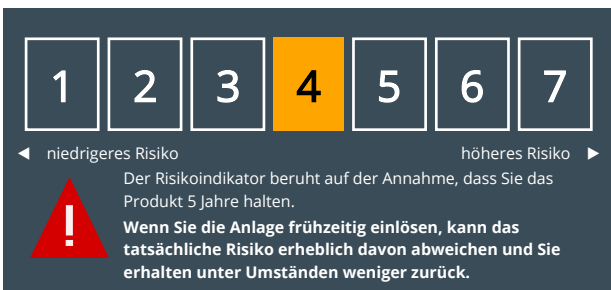 1 2 3 4 5 6 7
niedrigeres Risiko höheres Risiko
Der Risikoindikator beruht auf der Annahme, dass Sie das
Produkt 5 Jahre halten.
Wenn Sie die Anlage frühzeitig einlösen, kann das
tatsächliche Risiko erheblich davon abweichen und Sie
erhalten unter Umständen weniger zurück.